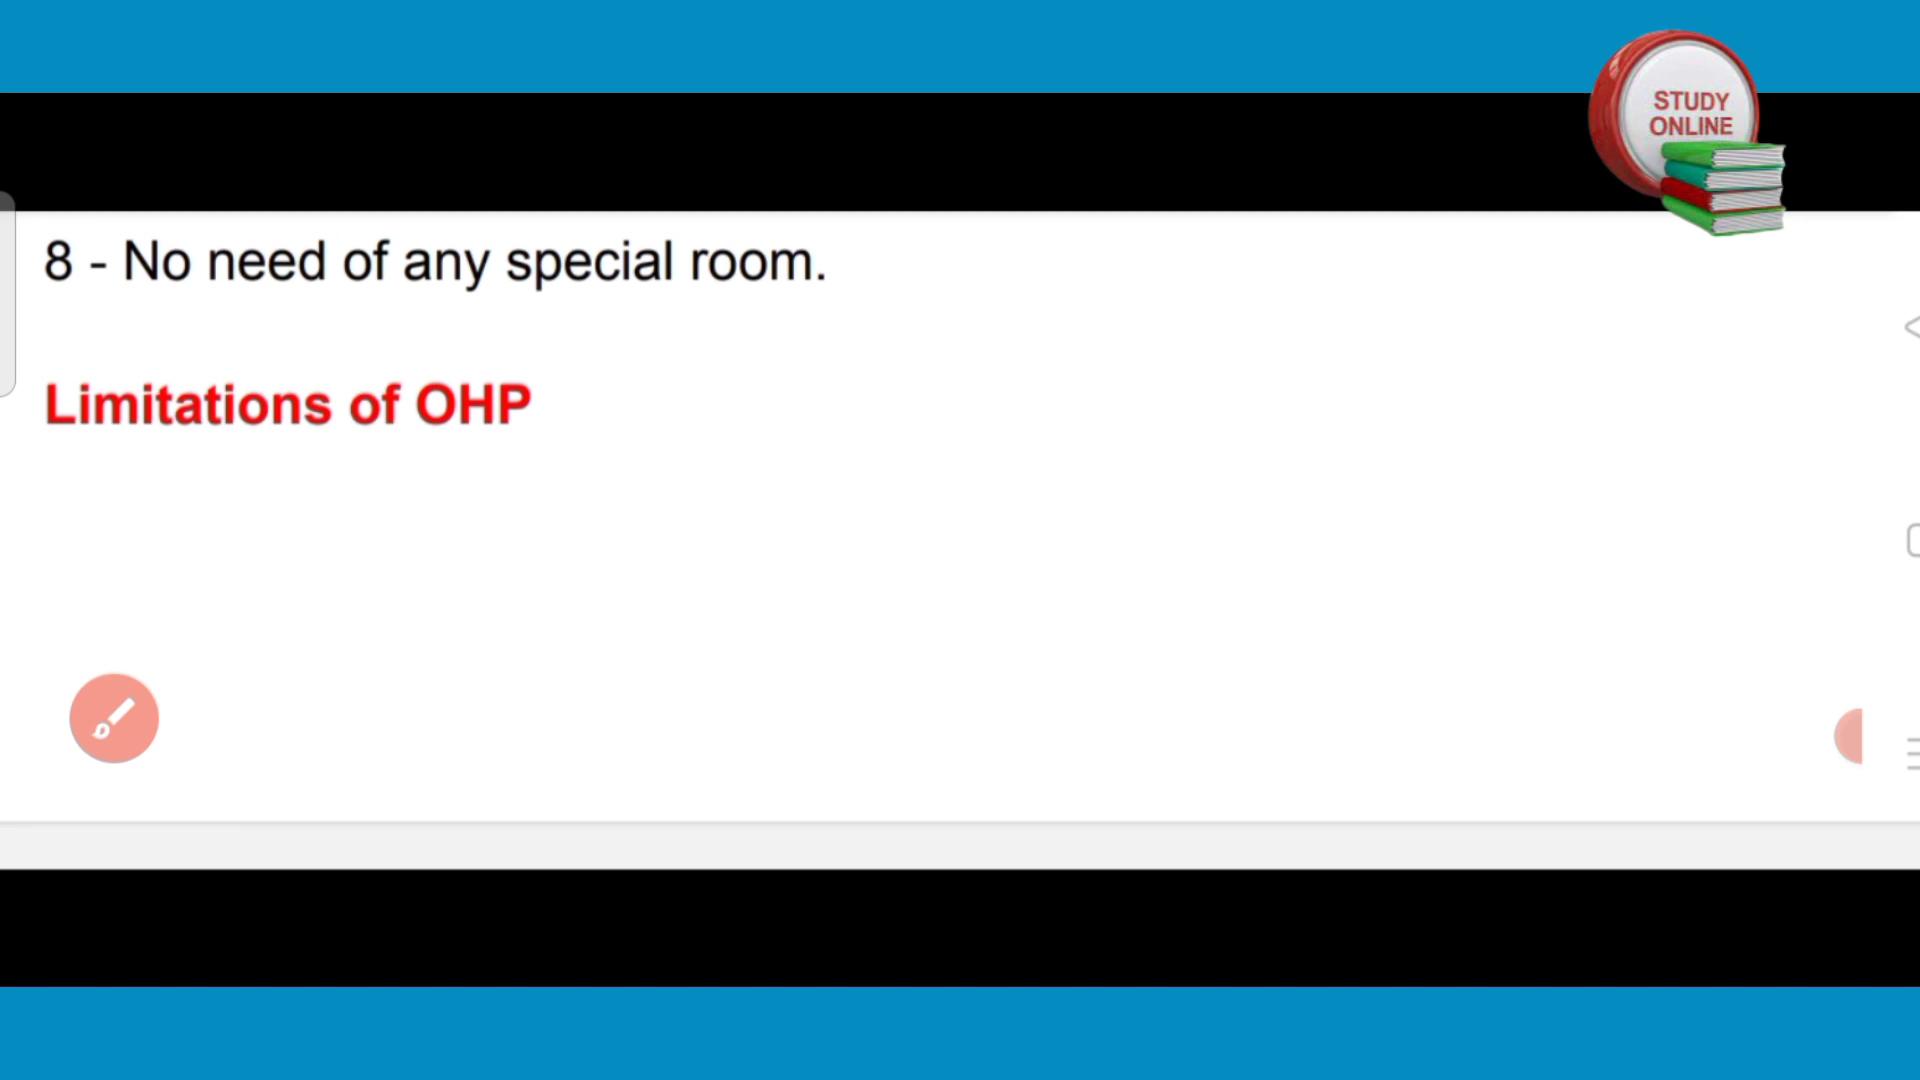 STUDY
ONLINE
8 - No need of any special room.
Limitations of OHP